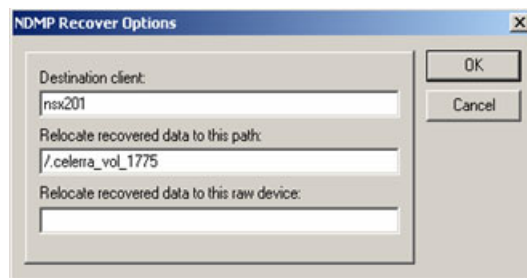 NDMP Recover Options
OK
Cancel
Destination client:
nsx201
Relocate recovered data to this path:
/.celerra_vol_1775
Relocate recovered data to this raw device: